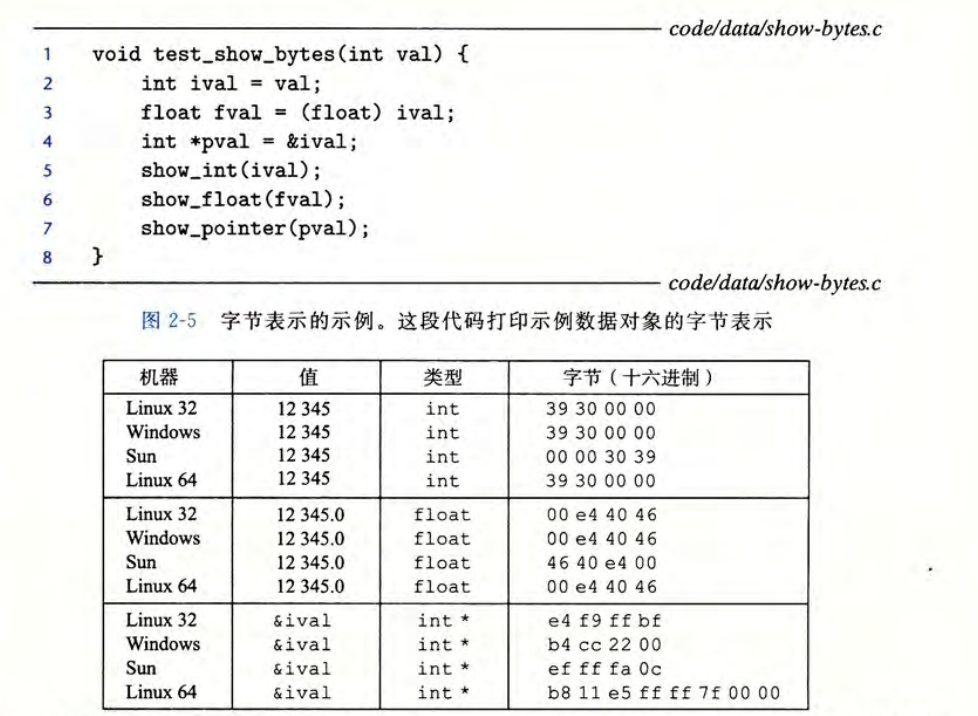 code/data/show-bytes.c
1 void test_show_bytes(int val) {
2 int ival = val;
3 float fval = (float) ival;
4 int *pval = &ival;
5 show_int(ival);
6 show_float(fval);
7 show_pointer(pval);
8 }
code/data/show-bytes.c
图 2-5 字节表示的示例。这段代码打印示例数据对象的字节表示
机器 值 类型 字节（十六进制）
Linux 32 12 345 int 39 30 00 00
Windows 12 345 int 39 30 00 00
Sun 12 345 int 00 00 30 39
Linux 64 12 345 int 39 30 00 00
Linux 32 12 345.0 float 00 e4 40 46
Windows 12 345.0 float 00 e4 40 46
Sun 12 345.0 float 46 40 e4 00
Linux 64 12 345.0 float 00 e4 40 46
Linux 32 &ival int * e4 f9 ff bf
Windows &ival int * b4 cc 22 00
Sun &ival int * ef ff fa 0c
Linux 64 &ival int * b8 11 e5 ff ff 7f 00 00